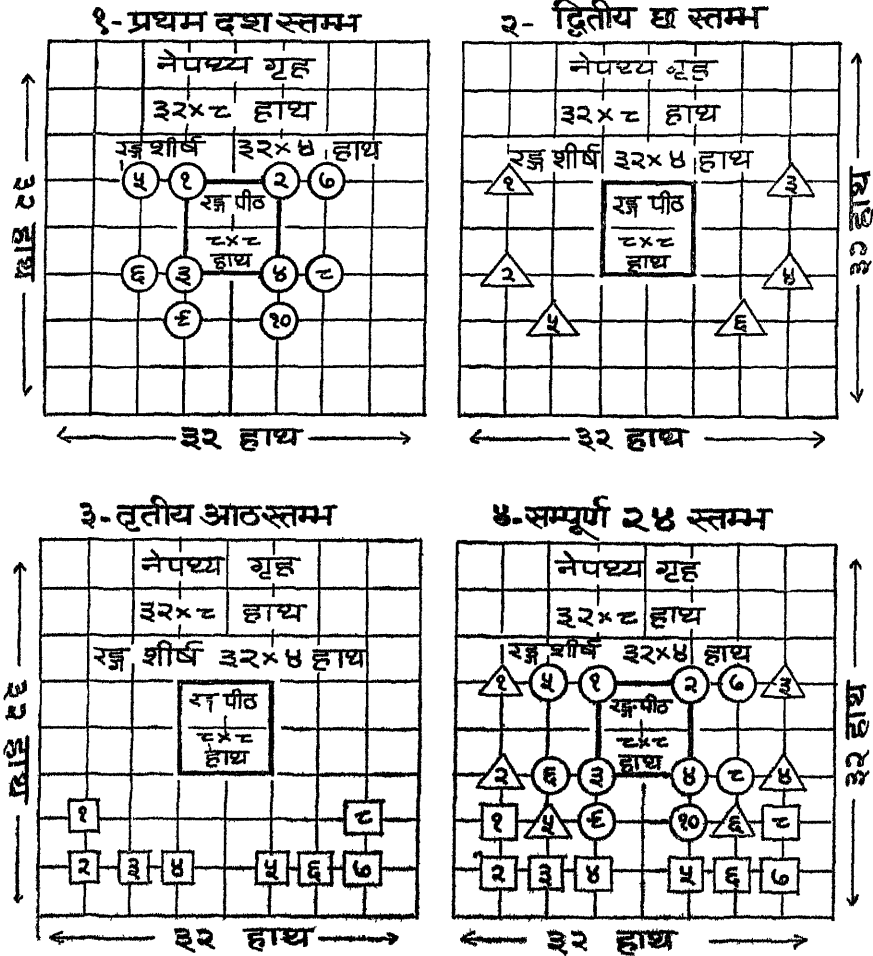 १- प्रथम दश स्तम्भ
नेपथ्य गृह
३२×८ हाथ
रङ्ग शीर्ष ३२×४ हाथ
५ १ २ ७
रङ्ग पीठ
८×८
हाथ
६ ३ ४ ८
९ १०
३२ हाथ
३२ हाथ
२- द्वितीय छ स्तम्भ
नेपथ्य गृह
३२×८ हाथ
रङ्ग शीर्ष ३२×४ हाथ
१ ३
रङ्ग पीठ
८×८
हाथ
२ ४
५ ६
३२ हाथ
३२ हाथ
३- तृतीय आठ स्तम्भ
नेपथ्य गृह
३२×८ हाथ
रङ्ग शीर्ष ३२×४ हाथ
रङ्ग पीठ
८×८
हाथ
१ ८
२ ३ ४ ५ ६ ७
३२ हाथ
३२ हाथ
४- सम्पूर्ण २४ स्तम्भ
नेपथ्य गृह
३२×८ हाथ
रङ्ग शीर्ष ३२×४ हाथ
१ ५ १ २ ७ ३
रङ्ग-पीठ
८×८
हाथ
२ ६ ३ ४ ८ ४
१ ५ ९ १० ६ ८
२ ३ ४ ५ ६ ७
३२ हाथ
३२ हाथ